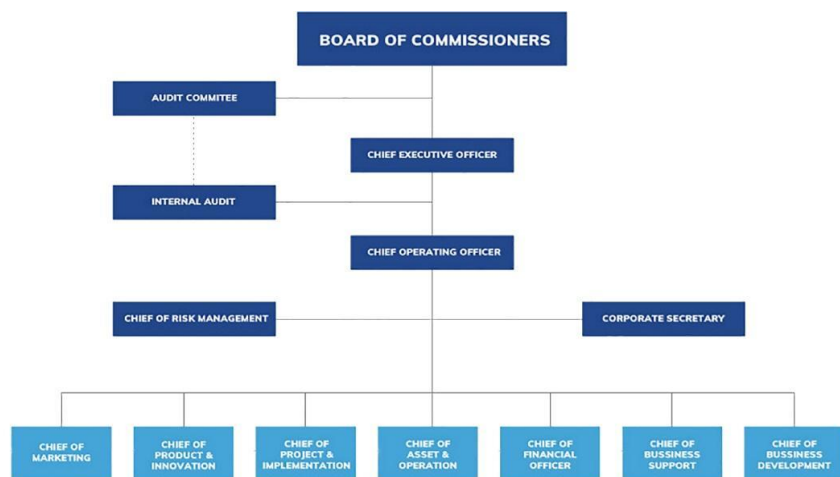 BOARD OF COMMISSIONERS
AUDIT COMMITEE
CHIEF EXECUTIVE OFFICER
INTERNAL AUDIT
CHIEF OPERATING OFFICER
CHIEF OF RISK MANAGEMENT
CORPORATE SECRETARY
CHIEF OF
MARKETING
CHIEF OF
PRODUCT &
INNOVATION
CHIEF OF
PROJECT &
IMPLEMENTATION
CHIEF OF
ASSET &
OPERATION
CHIEF OF
FINANCIAL
OFFICER
CHIEF OF
BUSSINESS
SUPPORT
CHIEF OF
BUSSINESS
DEVELOPMENT